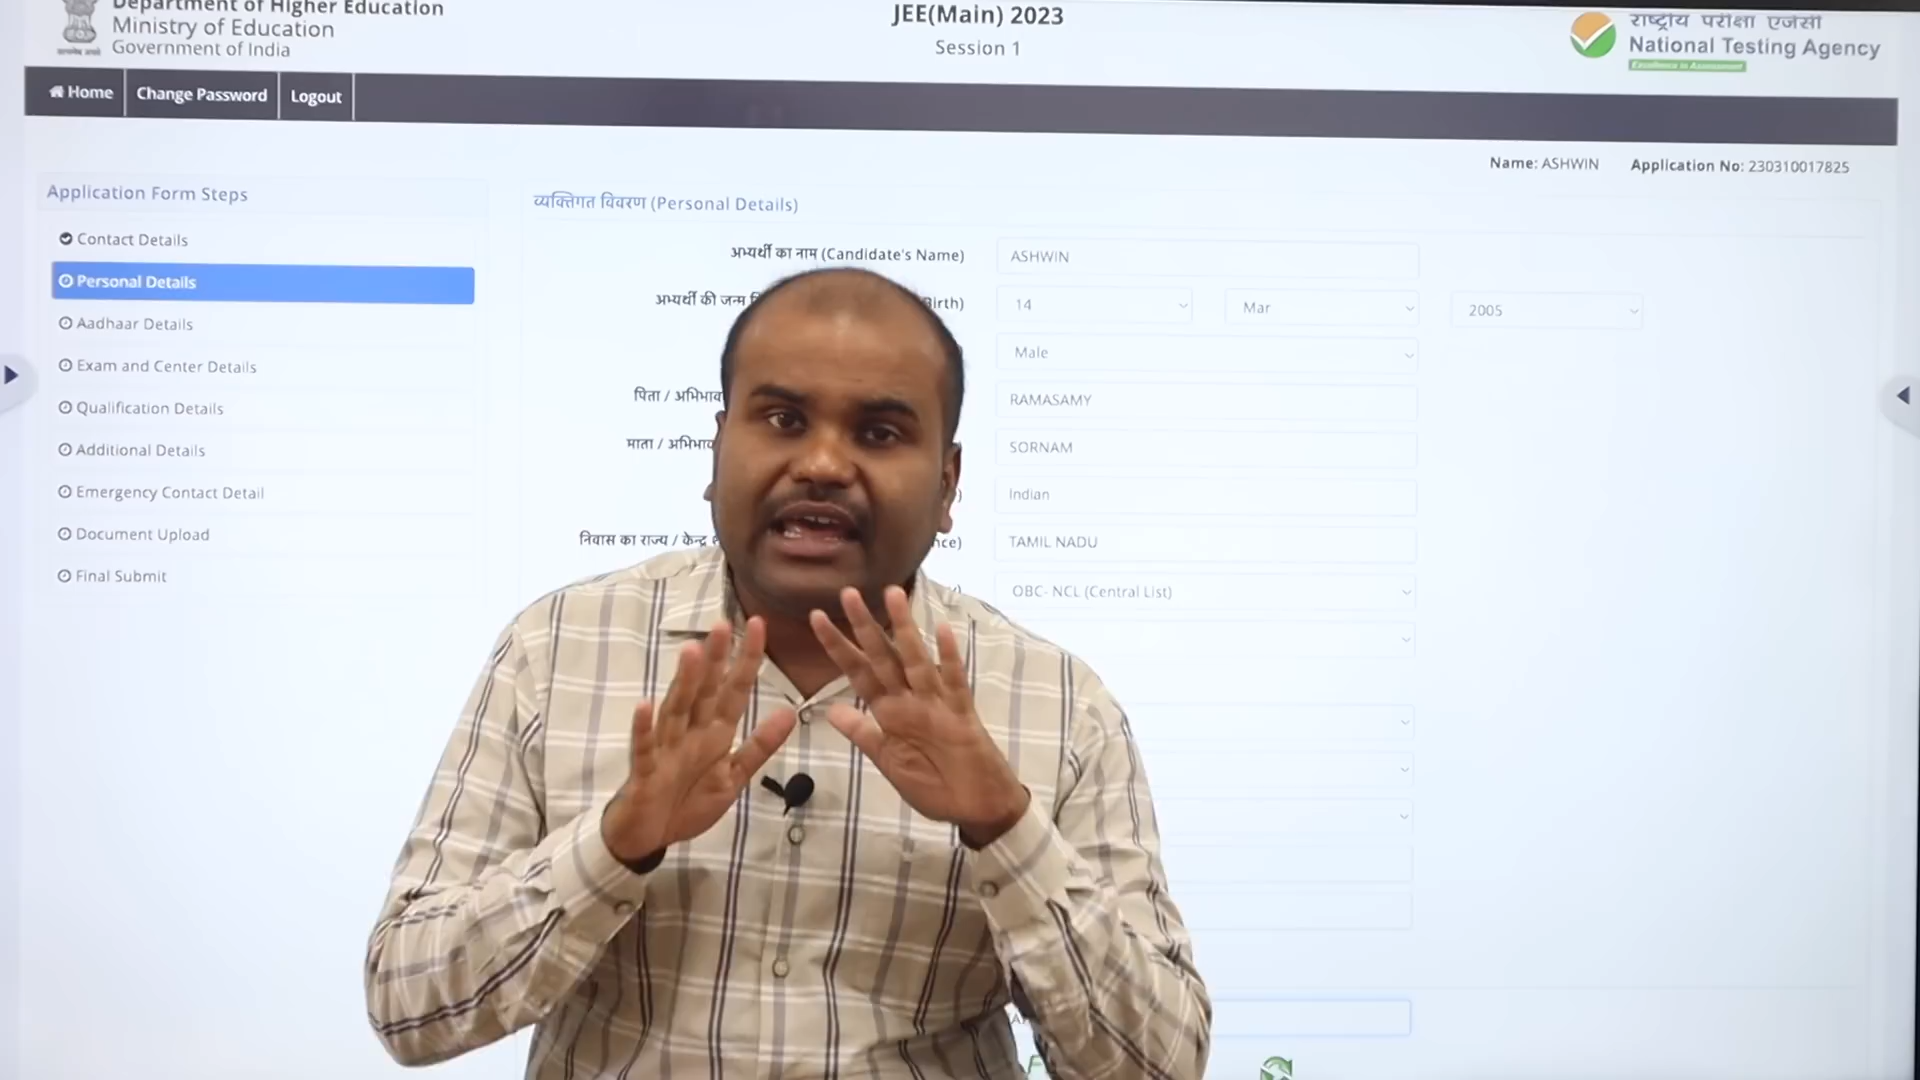 Department of Higher Education
Ministry of Education
Government of India
JEE(Main) 2023
Session 1
राष्ट्रीय परीक्षा एजेंसी
National Testing Agency
Excellence in Assessment
Home
Change Password
Logout
Name: ASHWIN
Application No: 230310017825
Application Form Steps
Contact Details
Personal Details
Aadhaar Details
Exam and Center Details
Qualification Details
Additional Details
Emergency Contact Detail
Document Upload
Final Submit
व्यक्तिगत विवरण (Personal Details)
अभ्यर्थी का नाम (Candidate's Name)
ASHWIN
अभ्यर्थी की जन्म
Birth)
14
Mar
2005
Male
पिता /
RAMASAMY
माता /
SORNAM
Indian
निवास का राज्य / केन्द्र
TAMIL NADU
OBC- NCL (Central List)